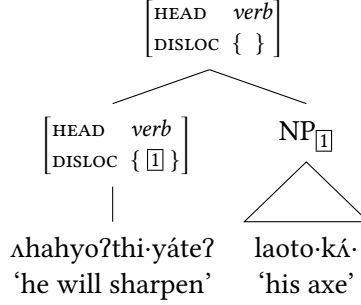 HEAD verb
DISLOC { }
HEAD verb
DISLOC { 1 }
NP1
ʌhahyoʔthi·yáteʔ laoto·kʌ́·
‘he will sharpen’ ‘his axe’